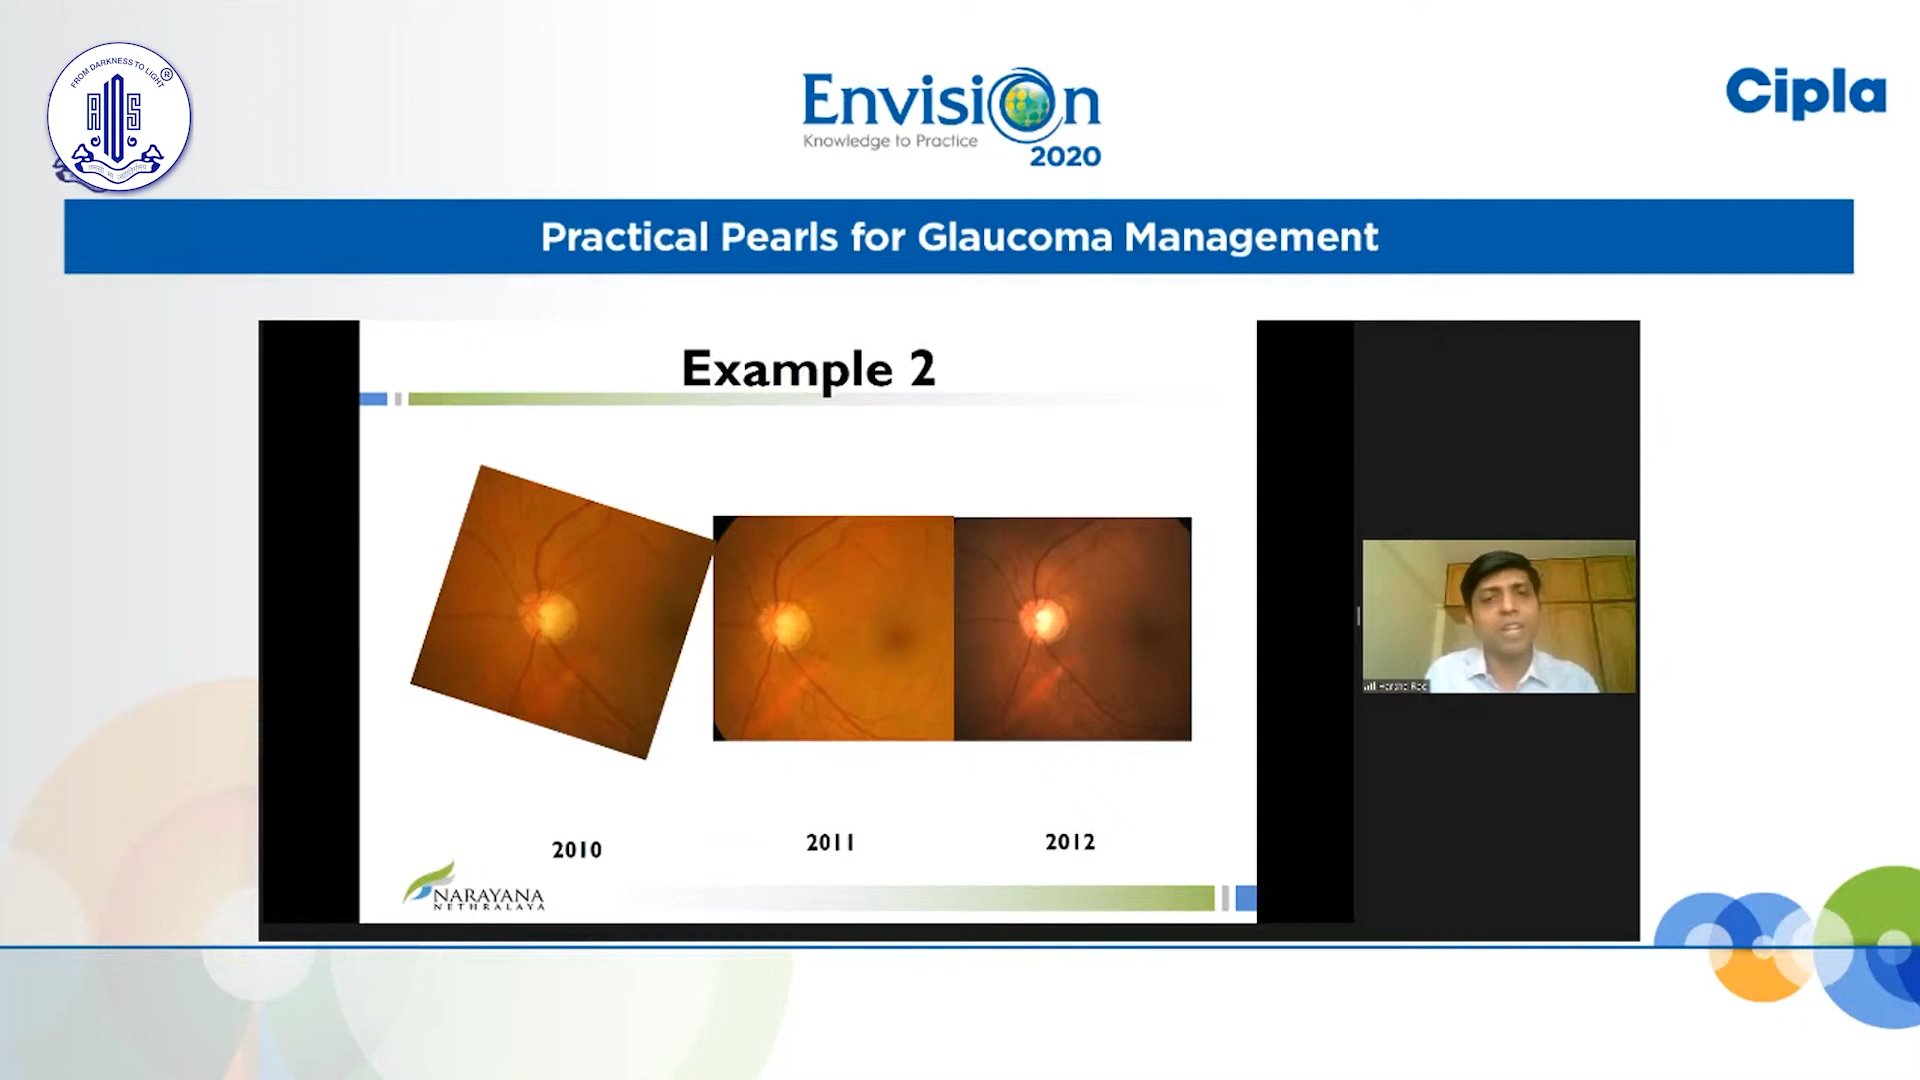 FROM DARKNESS TO LIGHT
®
AIOS
Envision
Knowledge to Practice
2020
Cipla
Practical Pearls for Glaucoma Management
Example 2
2010
2011
2012
NARAYANA
NETHRALAYA